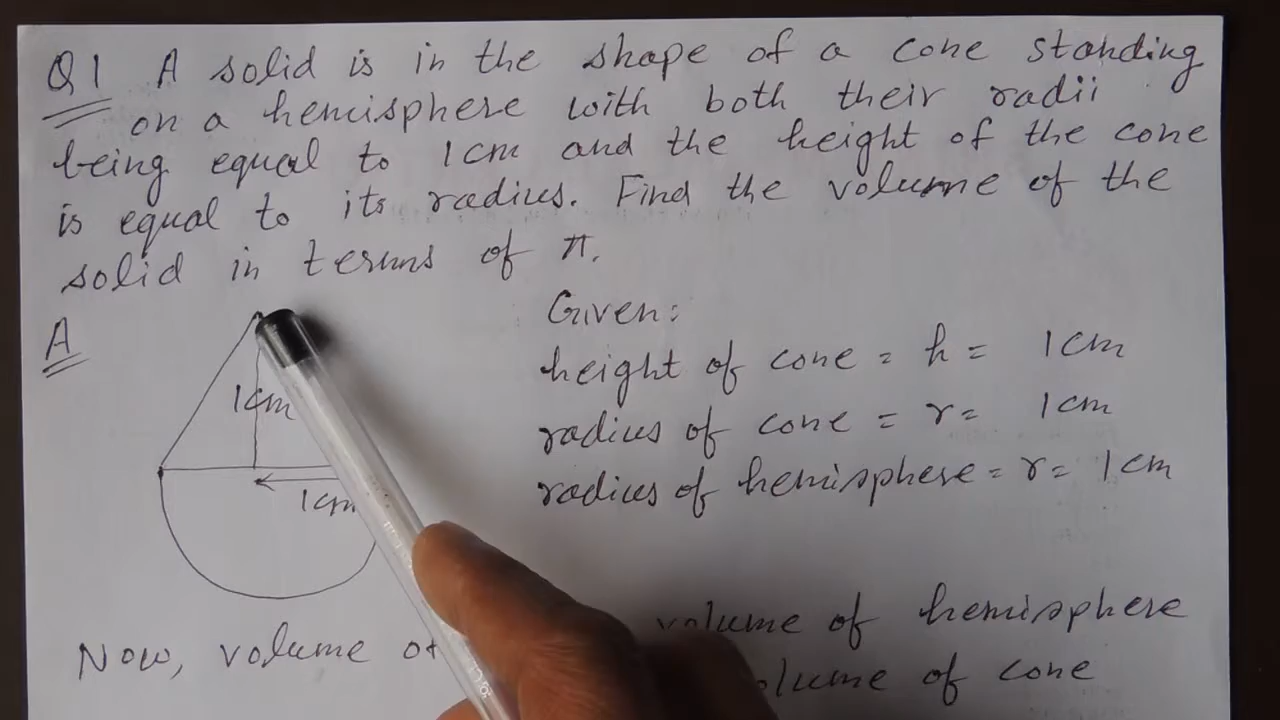 Q1 A solid is in the shape of a cone standing
on a hemisphere with both their radii
being equal to 1cm and the height of the cone
is equal to its radius. Find the volume of the
solid in terms of π.
A
Given:
height of cone = h = 1cm
radius of cone = r = 1cm
radius of hemisphere = r = 1cm
1cm
1cm
Now, volume of volume of hemisphere
volume of cone